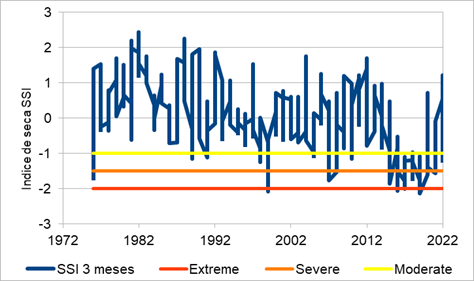 Indice de seca SSI
3
2
1
0
-1
-2
-3
1972 1982 1992 2002 2012 2022
SSI 3 meses Extreme Severe Moderate